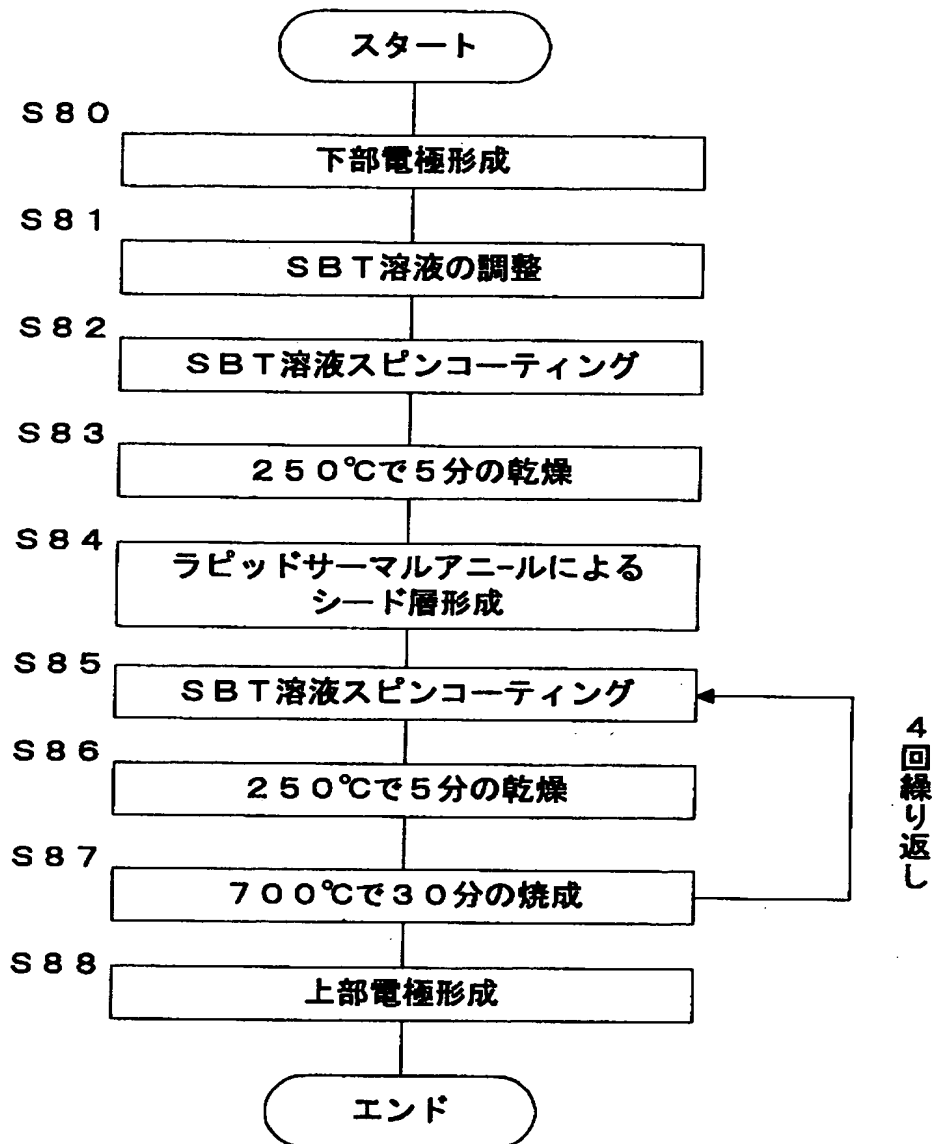 スタート
S80
下部電極形成
S81
SBT溶液の調整
S82
SBT溶液スピンコーティング
S83
250℃で5分の乾燥
S84
ラピッドサーマルアニールによる
シード層形成
S85
SBT溶液スピンコーティング
S86
250℃で5分の乾燥
S87
700℃で30分の焼成
4回繰り返し
S88
上部電極形成
エンド